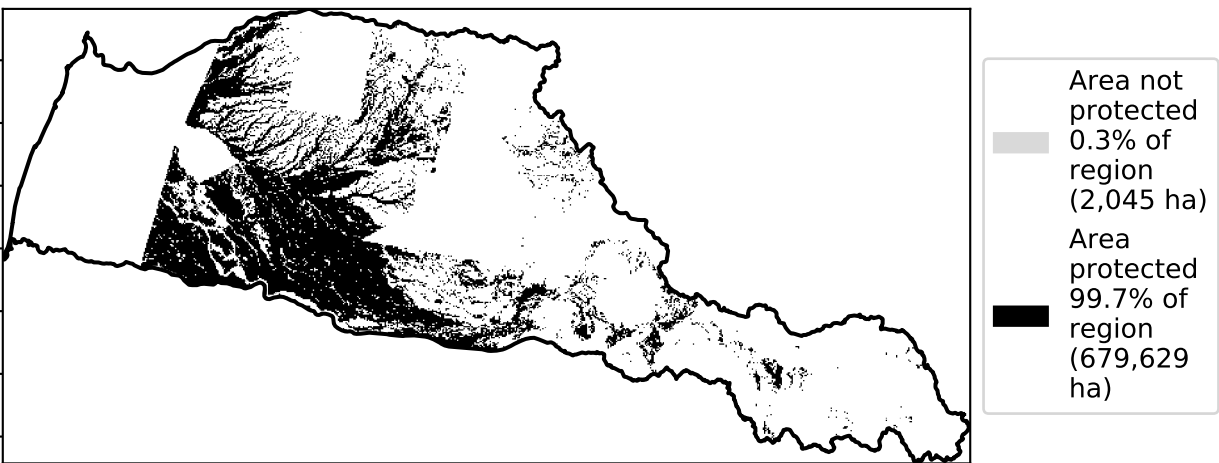 Area not
protected
0.3% of
region
(2,045 ha)
Area
protected
99.7% of
region
(679,629
ha)